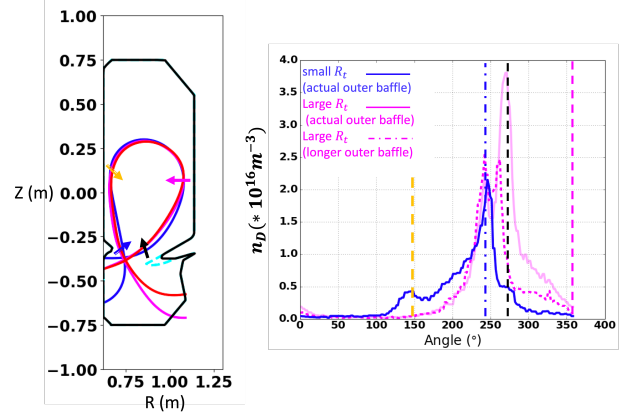 1.00
0.75
0.50
0.25
0.00
−0.25
−0.50
−0.75
−1.00
Z (m)
0.75 1.00 1.25
R (m)
4.0
3.5
3.0
2.5
2.0
1.5
1.0
0.5
0.0
n_D(* 10^16 m^−3)
small R_t
(actual outer baffle)
Large R_t
(actual outer baffle)
Large R_t
(longer outer baffle)
0 50 100 150 200 250 300 350 400
Angle (°)